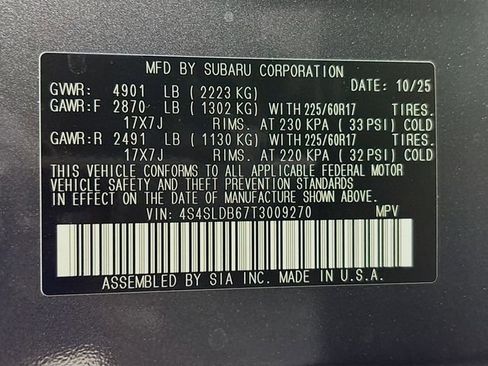 MFD BY SUBARU CORPORATION
GVWR: 4901 LB ( 2223 KG) DATE: 10/25
GAWR:F 2870 LB ( 1302 KG) WITH 225/60R17 TIRES.
17X7J RIMS. AT 230 KPA ( 33 PSI) COLD
GAWR:R 2491 LB ( 1130 KG) WITH 225/60R17 TIRES.
17X7J RIMS. AT 220 KPA ( 32 PSI) COLD
THIS VEHICLE CONFORMS TO ALL APPLICABLE FEDERAL MOTOR
VEHICLE SAFETY AND THEFT PREVENTION STANDARDS
IN EFFECT ON THE DATE OF MANUFACTURE SHOWN ABOVE.
VIN: 4S4SLDB67T3009270 MPV
ASSEMBLED BY SIA INC. MADE IN U.S.A.